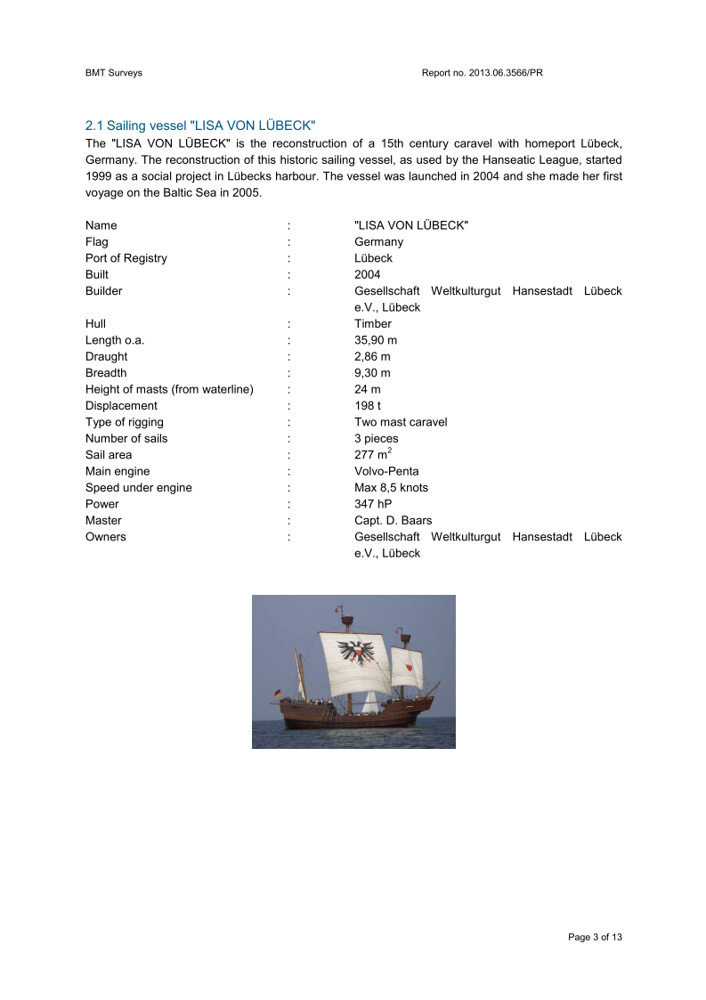 BMT Surveys Report no. 2013.06.3566/PR
2.1 Sailing vessel "LISA VON LÜBECK"
The "LISA VON LÜBECK" is the reconstruction of a 15th century caravel with homeport Lübeck,
Germany. The reconstruction of this historic sailing vessel, as used by the Hanseatic League, started
1999 as a social project in Lübecks harbour. The vessel was launched in 2004 and she made her first
voyage on the Baltic Sea in 2005.
Name : "LISA VON LÜBECK"
Flag : Germany
Port of Registry : Lübeck
Built : 2004
Builder : Gesellschaft Weltkulturgut Hansestadt Lübeck
e.V., Lübeck
Hull : Timber
Length o.a. : 35,90 m
Draught : 2,86 m
Breadth : 9,30 m
Height of masts (from waterline) : 24 m
Displacement : 198 t
Type of rigging : Two mast caravel
Number of sails : 3 pieces
Sail area : 277 m²
Main engine : Volvo-Penta
Speed under engine : Max 8,5 knots
Power : 347 hP
Master : Capt. D. Baars
Owners : Gesellschaft Weltkulturgut Hansestadt Lübeck
e.V., Lübeck
Page 3 of 13